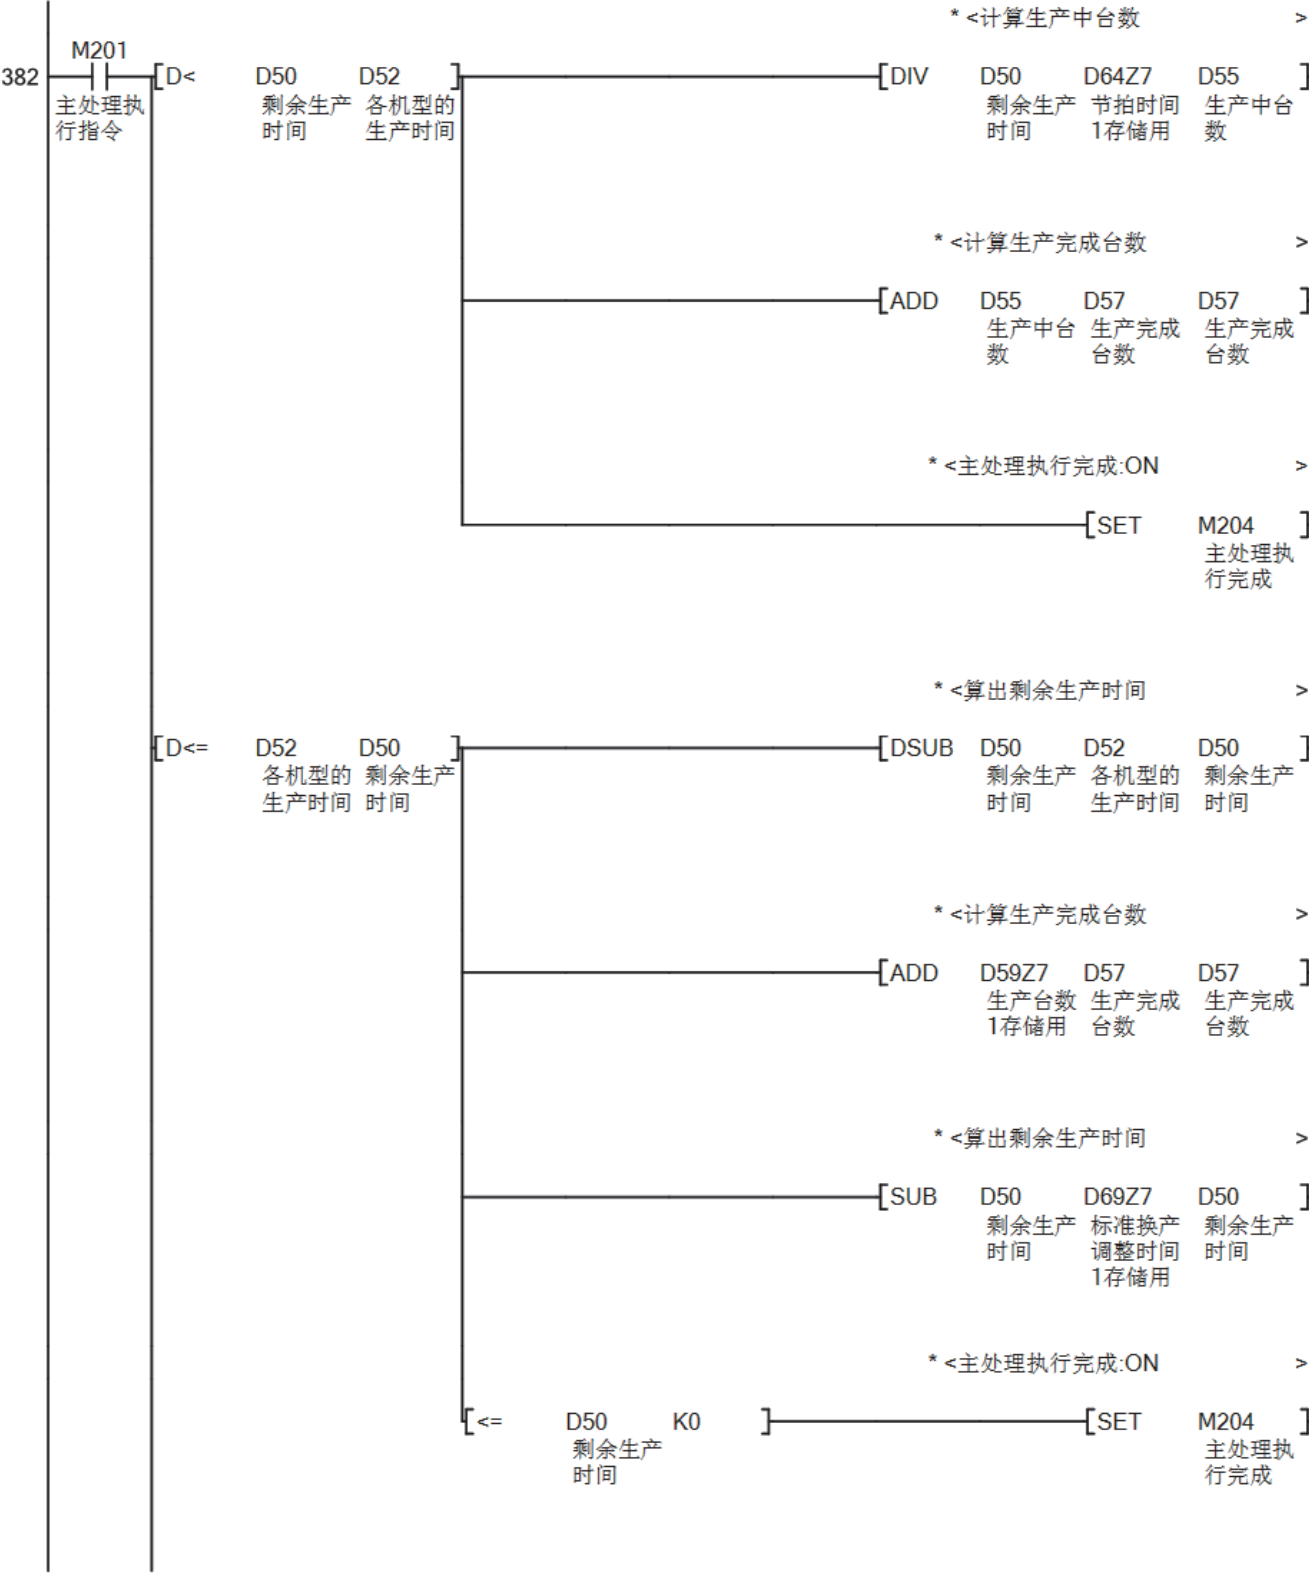 * <计算生产中台数 >
M201
382 D< D50 D52 DIV D50 D64Z7 D55
主处理执 剩余生产 各机型的 剩余生产 节拍时间 生产中台
行指令 时间 生产时间 时间 1存储用 数
* <计算生产完成台数 >
ADD D55 D57 D57
生产中台 生产完成 生产完成
数 台数 台数
* <主处理执行完成:ON >
SET M204
主处理执
行完成
* <算出剩余生产时间 >
D<= D52 D50 DSUB D50 D52 D50
各机型的 剩余生产 剩余生产 各机型的 剩余生产
生产时间 时间 时间 生产时间 时间
* <计算生产完成台数 >
ADD D59Z7 D57 D57
生产台数 生产完成 生产完成
1存储用 台数 台数
* <算出剩余生产时间 >
SUB D50 D69Z7 D50
剩余生产 标准换产 剩余生产
时间 调整时间 时间
1存储用
* <主处理执行完成:ON >
<= D50 K0 SET M204
剩余生产 主处理执
时间 行完成